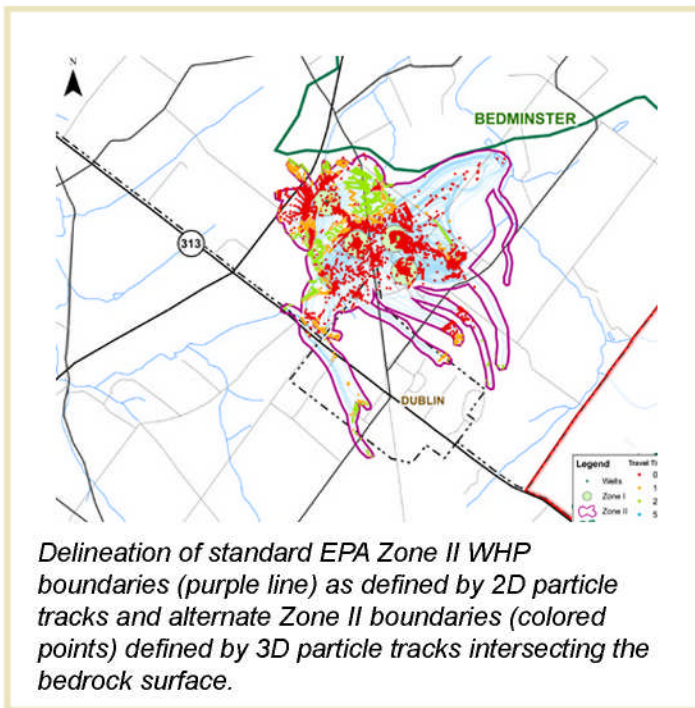 N
BEDMINSTER
313
DUBLIN
Legend
Wells
Zone I
Zone II
0
1
2
5
Delineation of standard EPA Zone II WHP
boundaries (purple line) as defined by 2D particle
tracks and alternate Zone II boundaries (colored
points) defined by 3D particle tracks intersecting the
bedrock surface.